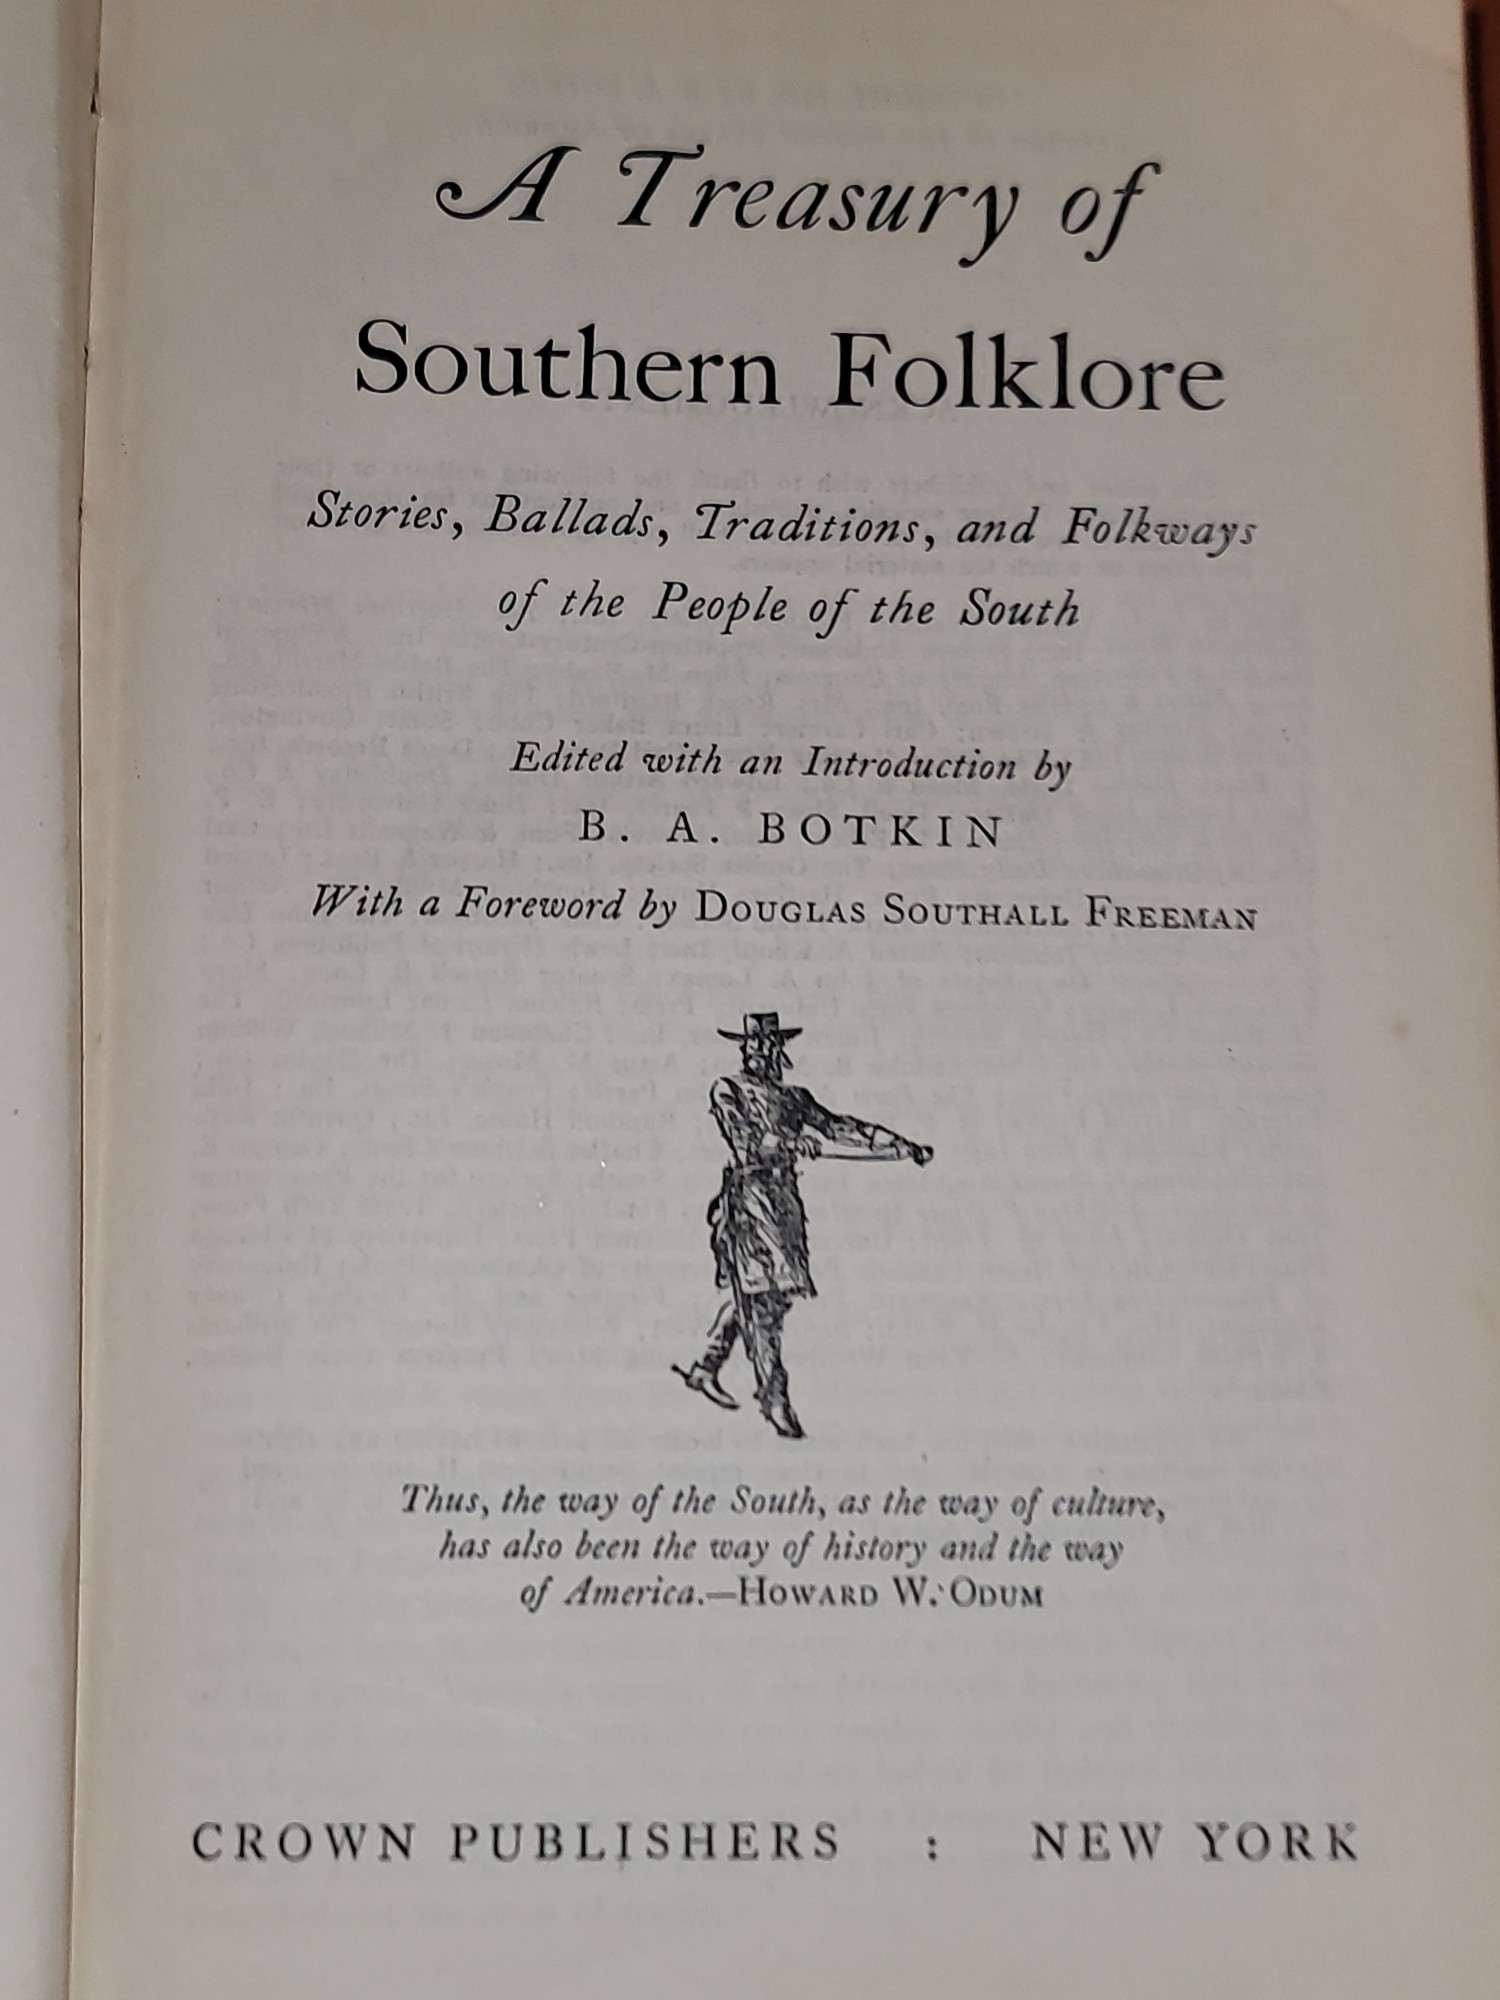 A Treasury of
Southern Folklore
Stories, Ballads, Traditions, and Folkways
of the People of the South
Edited with an Introduction by
B. A. BOTKIN
With a Foreword by DOUGLAS SOUTHALL FREEMAN
Thus, the way of the South, as the way of culture,
has also been the way of history and the way
of America.—HOWARD W. ODUM
CROWN PUBLISHERS : NEW YORK